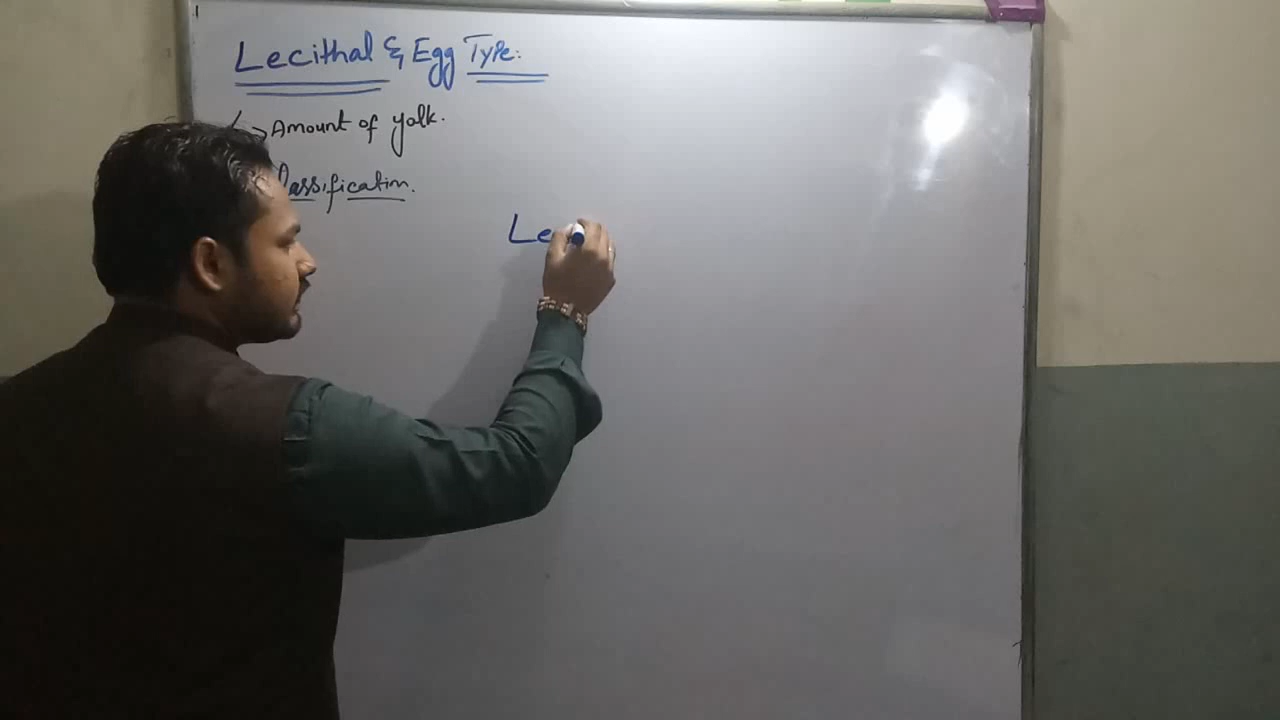 Lecithal & Egg Type:
Amount of yolk.
lassification.
Le